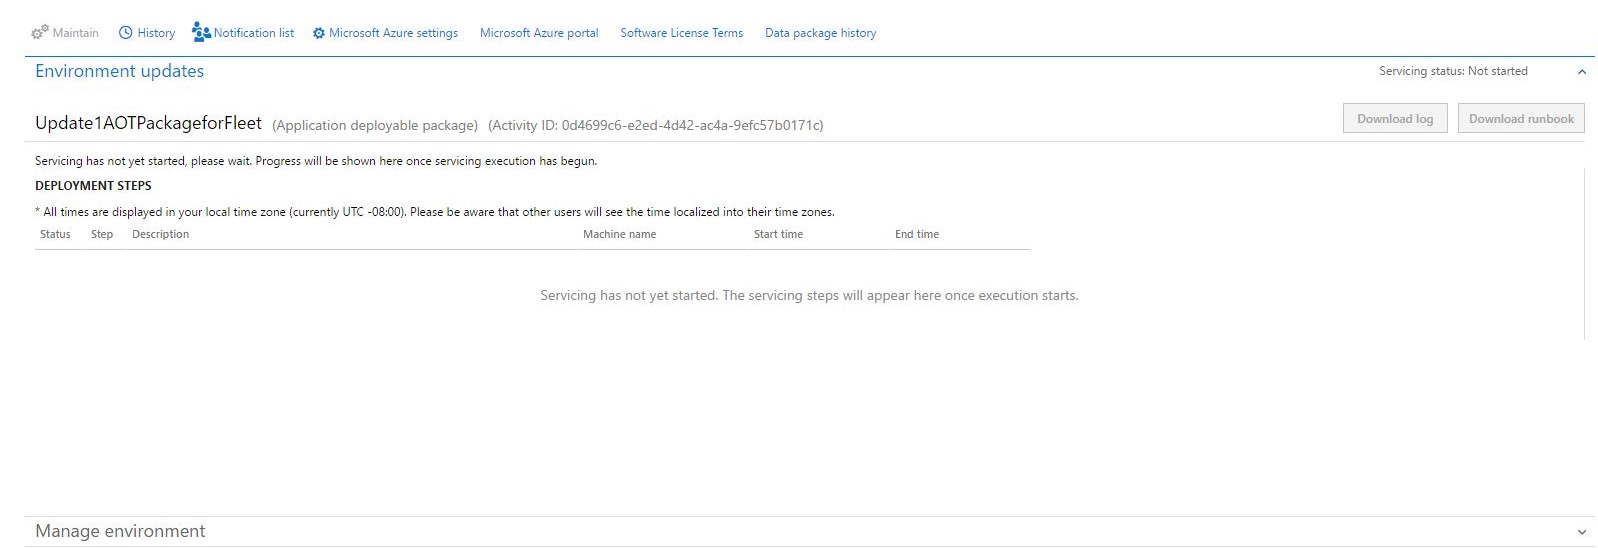 Maintain History Notification list Microsoft Azure settings Microsoft Azure portal Software License Terms Data package history
Environment updates Servicing status: Not started
Update1AOTPackageforFleet (Application deployable package) (Activity ID: 0d4699c6-e2ed-4d42-ac4a-9efc57b0171c) Download log Download runbook
Servicing has not yet started, please wait. Progress will be shown here once servicing execution has begun.
DEPLOYMENT STEPS
* All times are displayed in your local time zone (currently UTC -08:00). Please be aware that other users will see the time localized into their time zones.
Status Step Description Machine name Start time End time
Servicing has not yet started. The servicing steps will appear here once execution starts.
Manage environment